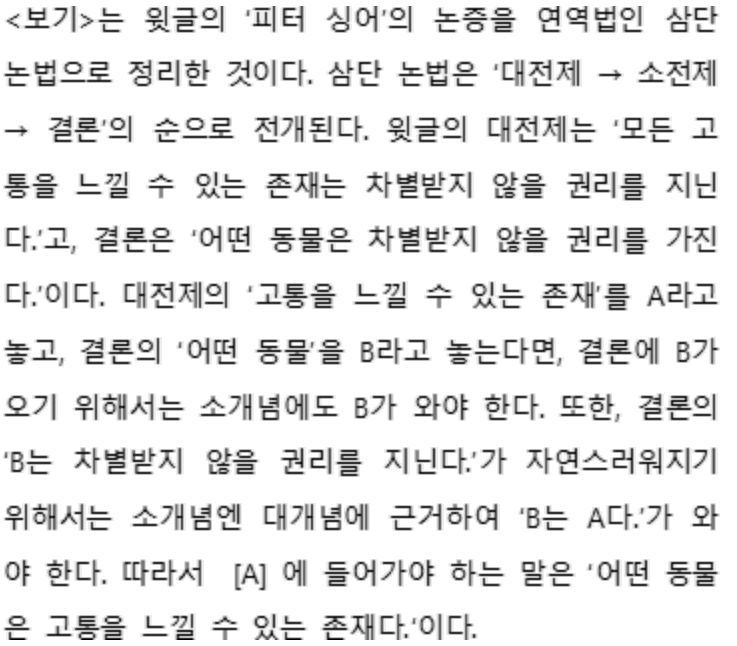 <보기>는 윗글의 '피터 싱어'의 논증을 연역법인 삼단
논법으로 정리한 것이다. 삼단 논법은 '대전제 → 소전제
→ 결론'의 순으로 전개된다. 윗글의 대전제는 '모든 고
통을 느낄 수 있는 존재는 차별받지 않을 권리를 지닌
다.'고, 결론은 '어떤 동물은 차별받지 않을 권리를 가진
다.'이다. 대전제의 '고통을 느낄 수 있는 존재'를 A라고
놓고, 결론의 '어떤 동물'을 B라고 놓는다면, 결론에 B가
오기 위해서는 소개념에도 B가 와야 한다. 또한, 결론의
'B는 차별받지 않을 권리를 지닌다.'가 자연스러워지기
위해서는 소개념엔 대개념에 근거하여 'B는 A다.'가 와
야 한다. 따라서 [A] 에 들어가야 하는 말은 '어떤 동물
은 고통을 느낄 수 있는 존재다.'이다.